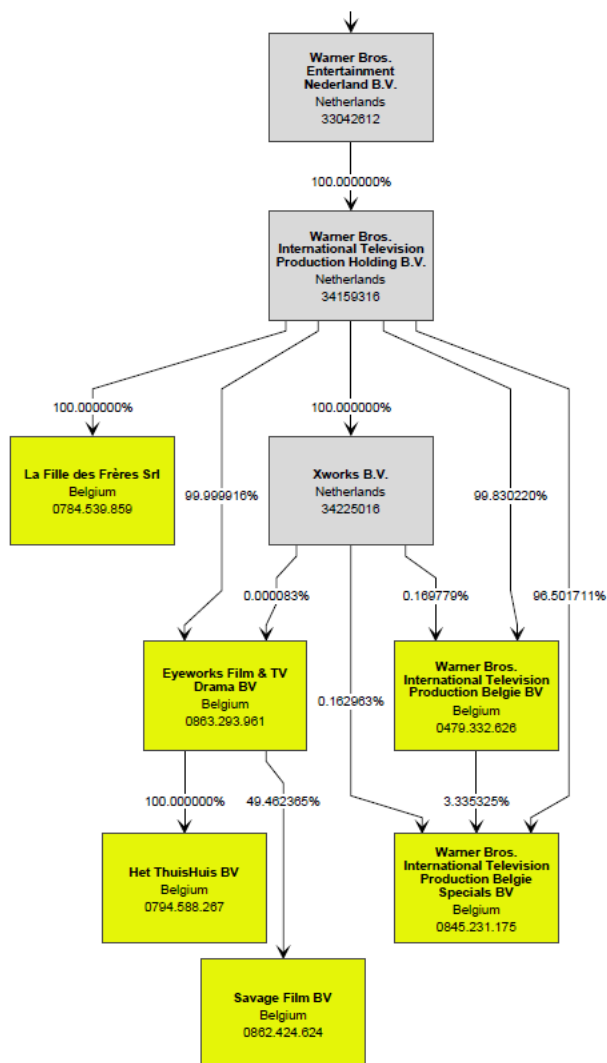 Warner Bros.
Entertainment
Nederland B.V.
Netherlands
33042612
100.000000%
Warner Bros.
International Television
Production Holding B.V.
Netherlands
34159316
100.000000%
100.000000%
La Fille des Frères Srl
Belgium
0784.539.859
99.999916%
Xworks B.V.
Netherlands
34225016
99.830220%
0.000083%
0.169779%
96.501711%
Eyeworks Film & TV
Drama BV
Belgium
0863.293.961
0.162963%
Warner Bros.
International Television
Production Belgie BV
Belgium
0479.332.626
100.000000%
49.462365%
3.335325%
Het ThuisHuis BV
Belgium
0794.588.267
Warner Bros.
International Television
Production Belgie
Specials BV
Belgium
0845.231.175
Savage Film BV
Belgium
0862.424.624